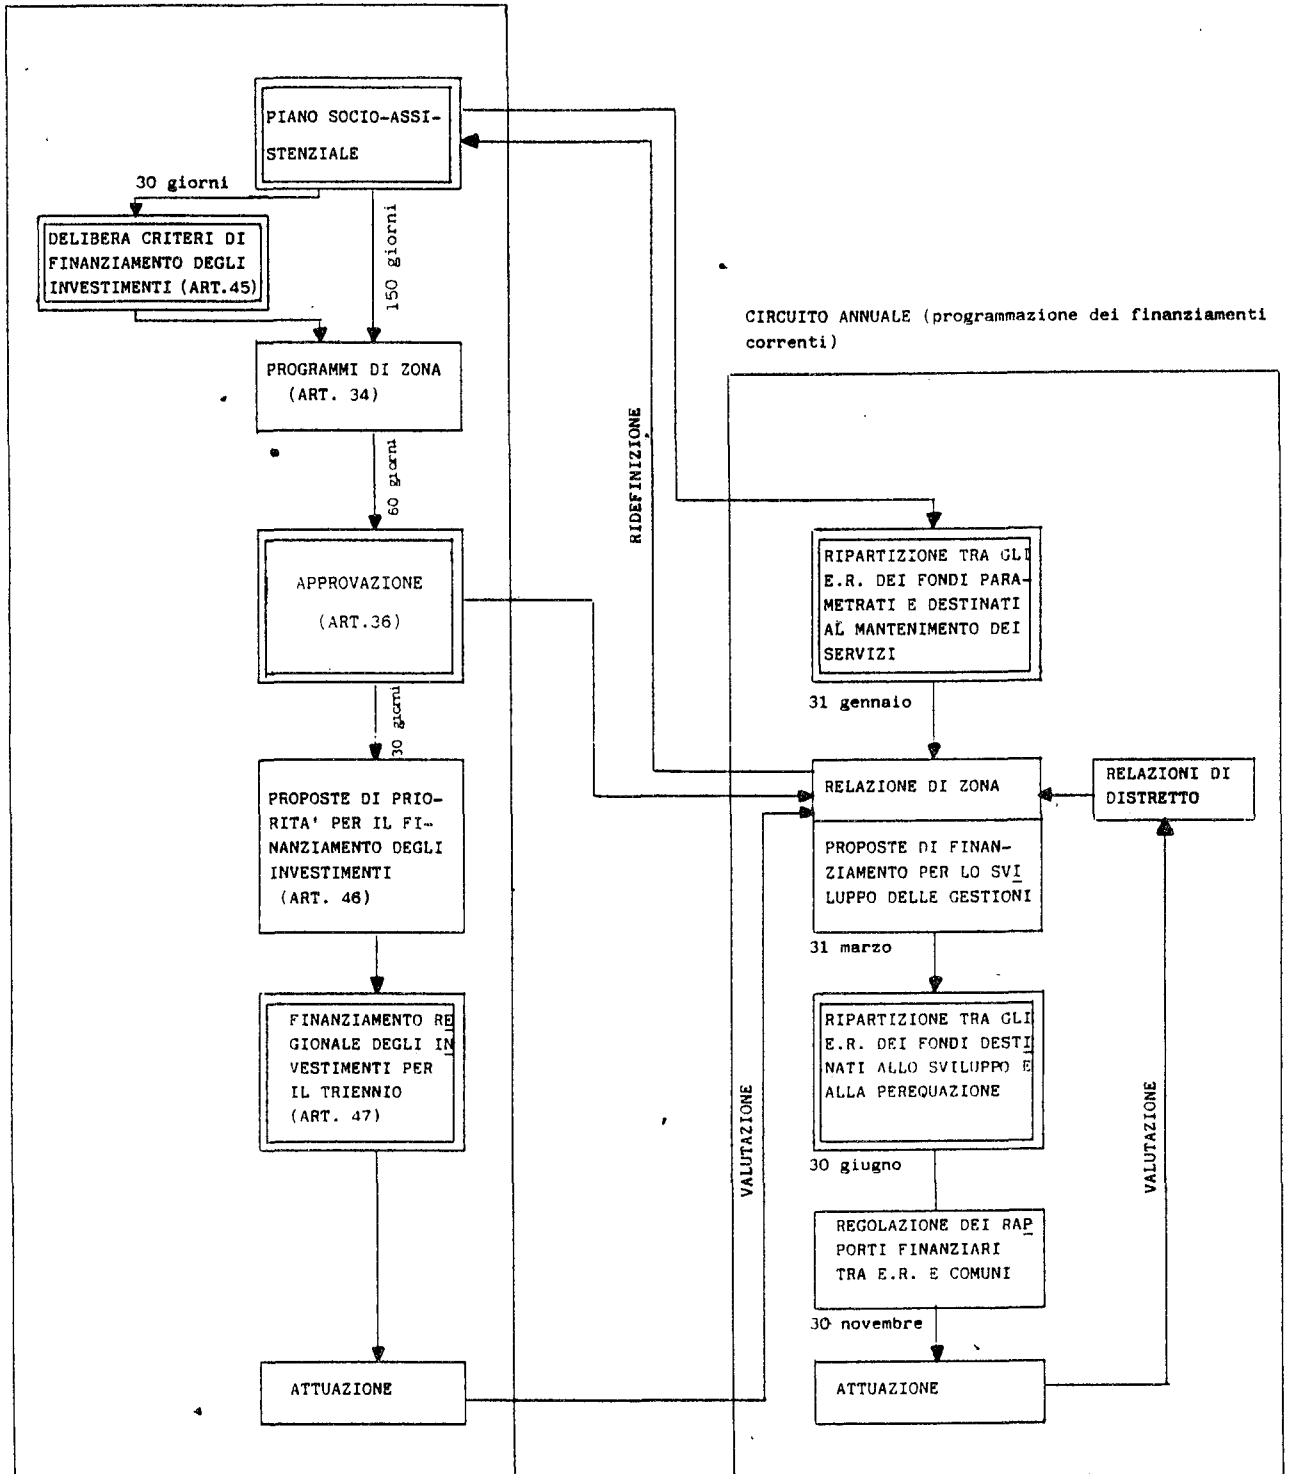 PIANO SOCIO-ASSI-
STENZIALE
30 giorni
150 giorni
DELIBERA CRITERI DI
FINANZIAMENTO DEGLI
INVESTIMENTI (ART.45)
PROGRAMMI DI ZONA
(ART. 34)
60 giorni
APPROVAZIONE
(ART.36)
30 giorni
PROPOSTE DI PRIO-
RITA' PER IL FI-
NANZIAMENTO DEGLI
INVESTIMENTI
(ART. 46)
FINANZIAMENTO RE
GIONALE DEGLI IN
VESTIMENTI PER
IL TRIENNIO
(ART. 47)
ATTUAZIONE
RIDEFINIZIONE
VALUTAZIONE
CIRCUITO ANNUALE (programmazione dei finanziamenti
correnti)
RIPARTIZIONE TRA GLI
E.R. DEI FONDI PARA-
METRATI E DESTINATI
AL MANTENIMENTO DEI
SERVIZI
31 gennaio
RELAZIONE DI ZONA
RELAZIONI DI
DISTRETTO
PROPOSTE DI FINAN-
ZIAMENTO PER LO SVI
LUPPO DELLE GESTIONI
31 marzo
RIPARTIZIONE TRA GLI
E.R. DEI FONDI DESTI
NATI ALLO SVILUPPO E
ALLA PEREQUAZIONE
30 giugno
VALUTAZIONE
REGOLAZIONE DEI RAP
PORTI FINANZIARI
TRA E.R. E COMUNI
30 novembre
ATTUAZIONE